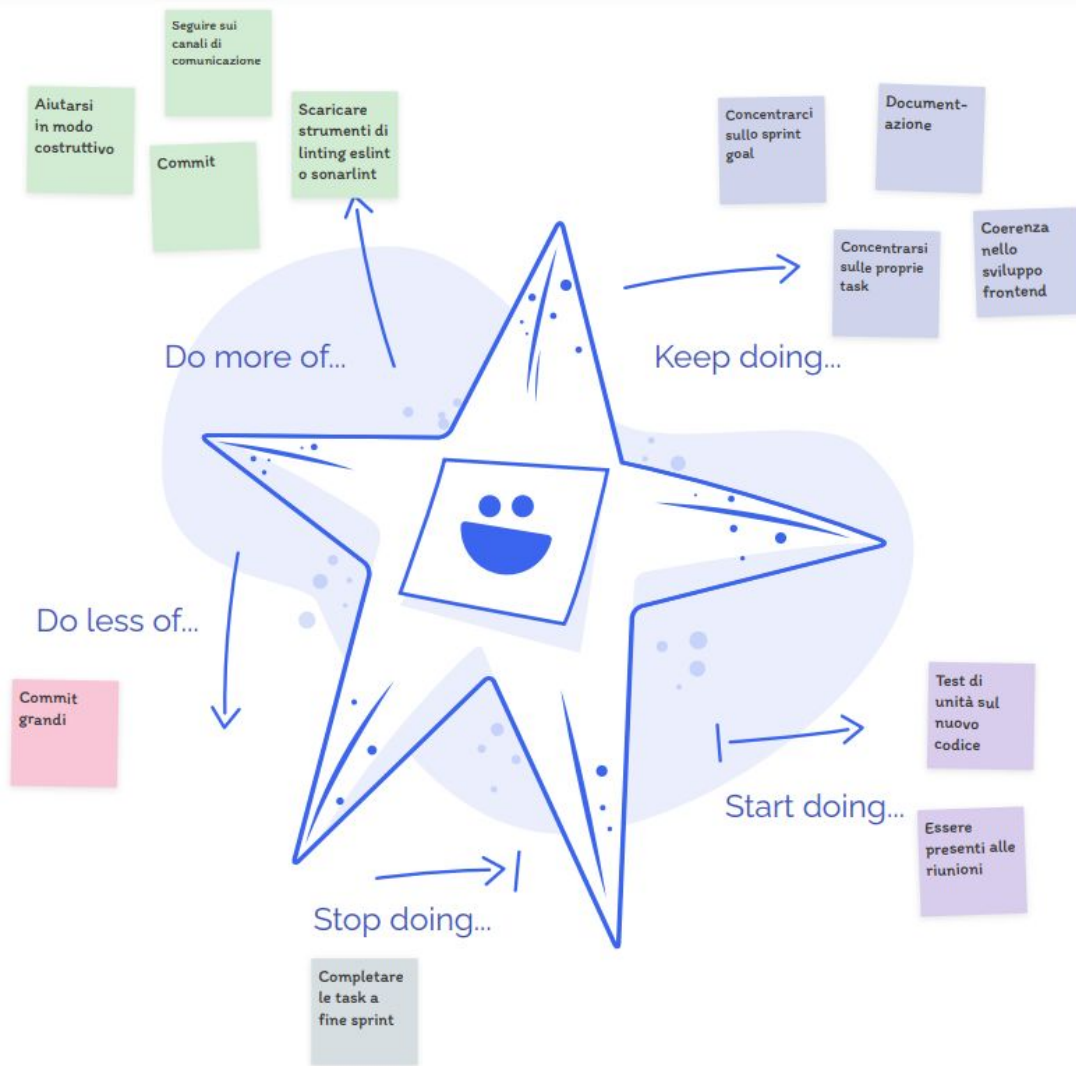 Seguire sui
canali di
comunicazione
Aiutarsi
in modo
costruttivo
Commit
Scaricare
strumenti di
linting eslint
o sonarlint
Do more of...
Concentrarci
sullo sprint
goal
Document-
azione
Concentrarsi
sulle proprie
task
Coerenza
nello
sviluppo
frontend
Keep doing...
Do less of...
Commit
grandi
Test di
unità sul
nuovo
codice
Start doing...
Essere
presenti alle
riunioni
Stop doing...
Completare
le task a
fine sprint